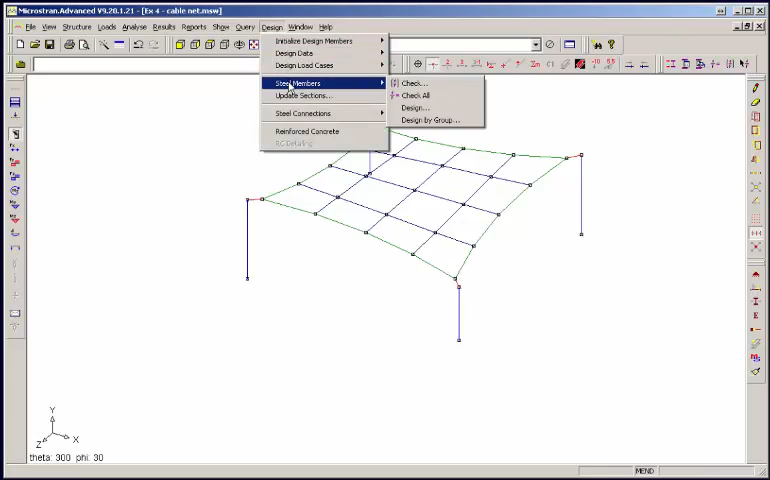 Microstran.Advanced V9.20.1.21 - [Ex 4 - cable net.msw]
File View Structure Loads Analyse Results Reports Show Query Design Window Help
Initialize Design Members
Design Data
Design Load Cases
Steel Members
Update Sections...
Steel Connections
Reinforced Concrete
RC Detailing
Check...
Check All
Design...
Design by Group...
Y
X
Z
theta: 300 phi: 30
MEND